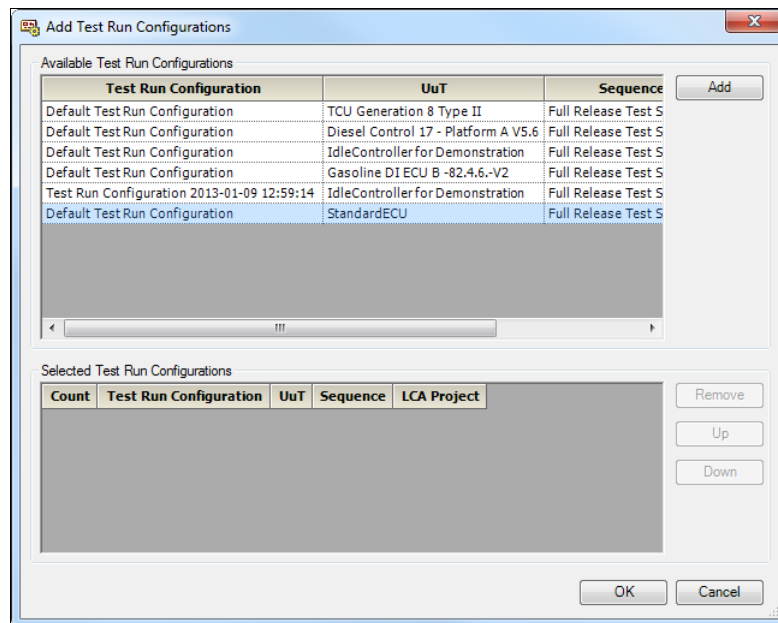 Add Test Run Configurations
Available Test Run Configurations
Test Run Configuration UuT Sequence
Default Test Run Configuration TCU Generation 8 Type II Full Release Test S
Default Test Run Configuration Diesel Control 17 - Platform A V5.6 Full Release Test S
Default Test Run Configuration IdleController for Demonstration Full Release Test S
Default Test Run Configuration Gasoline DI ECU B -82.4.6.-V2 Full Release Test S
Test Run Configuration 2013-01-09 12:59:14 IdleController for Demonstration Full Release Test S
Default Test Run Configuration StandardECU Full Release Test S
Add
Selected Test Run Configurations
Count Test Run Configuration UuT Sequence LCA Project
Remove
Up
Down
OK Cancel